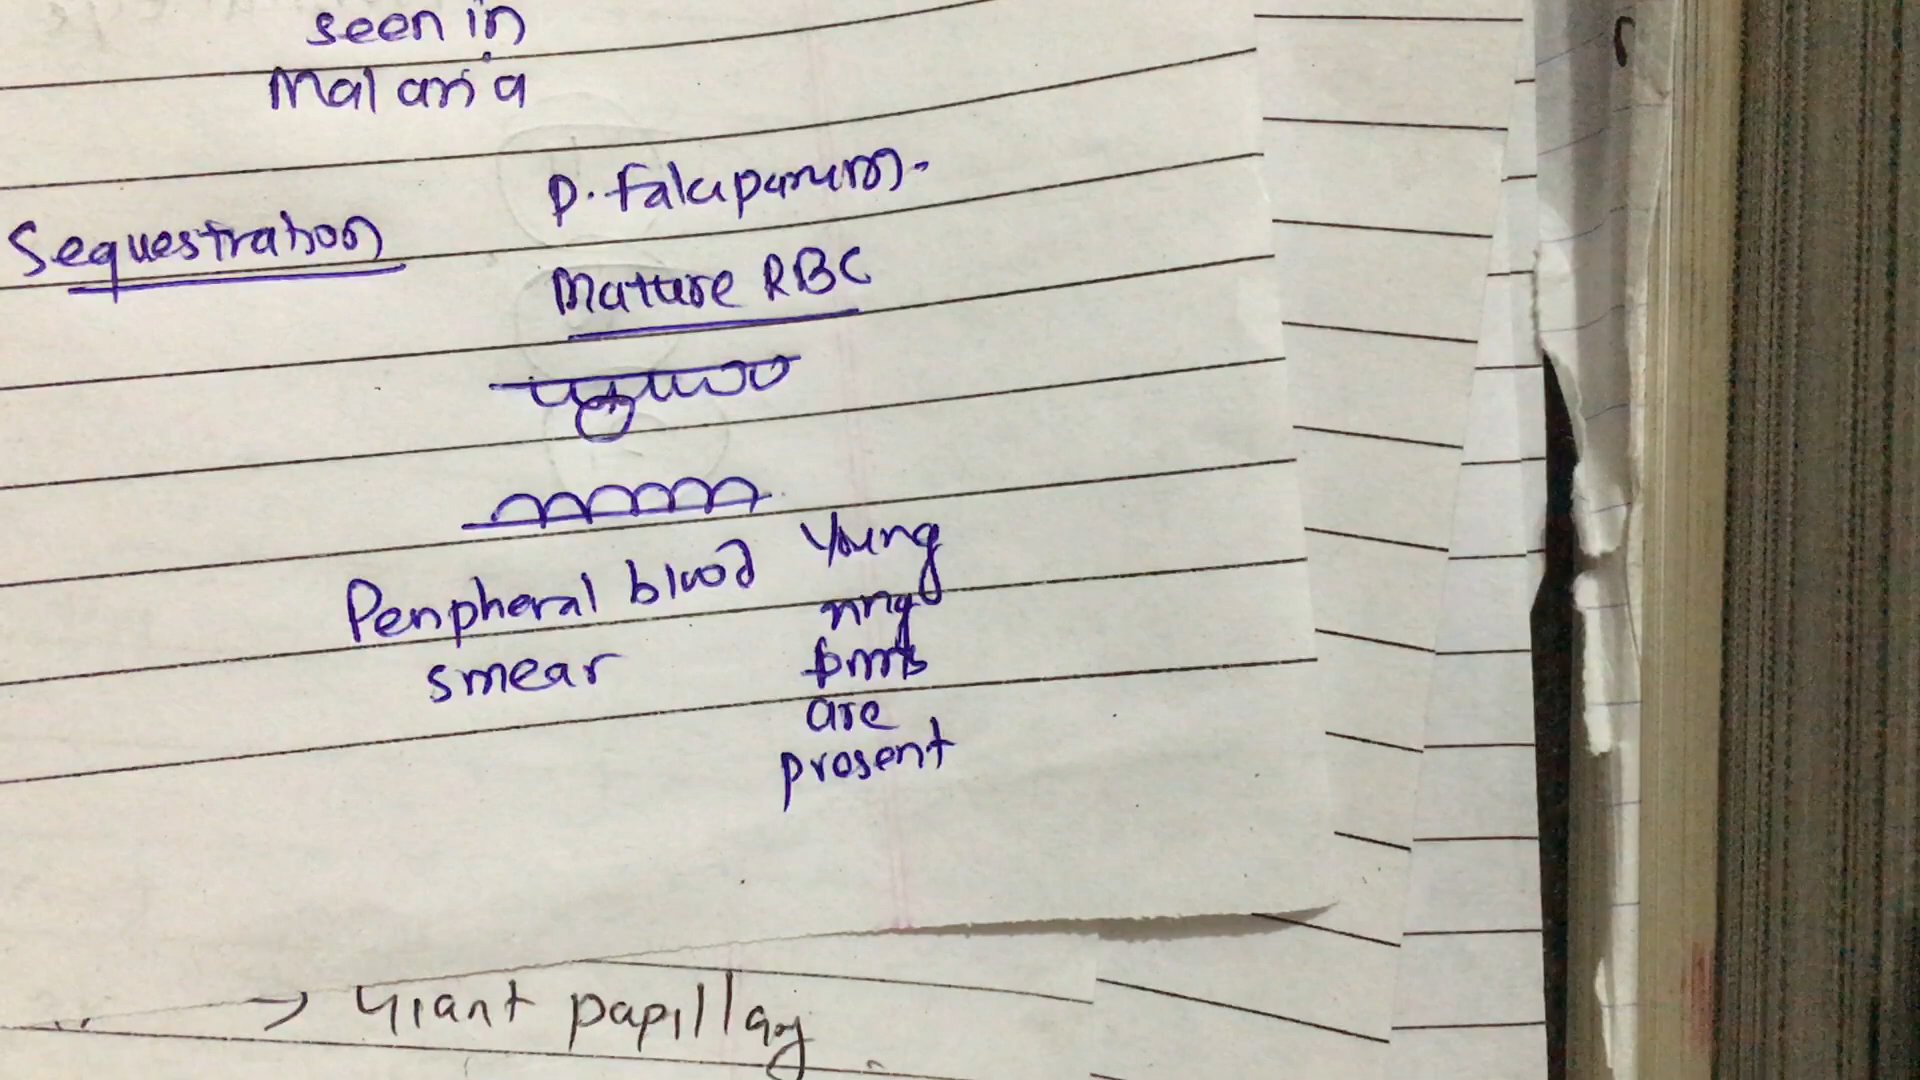 seen in
Malaria
P. falciparum.
Sequestration
Mature RBC
Peripheral blood Young
smear ring
forms
are
present
→ Giant papillary